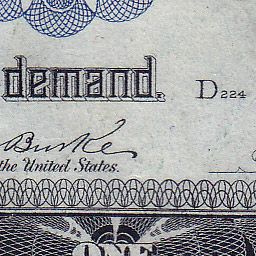 demand.
D224
Burke
the United States.
ONE